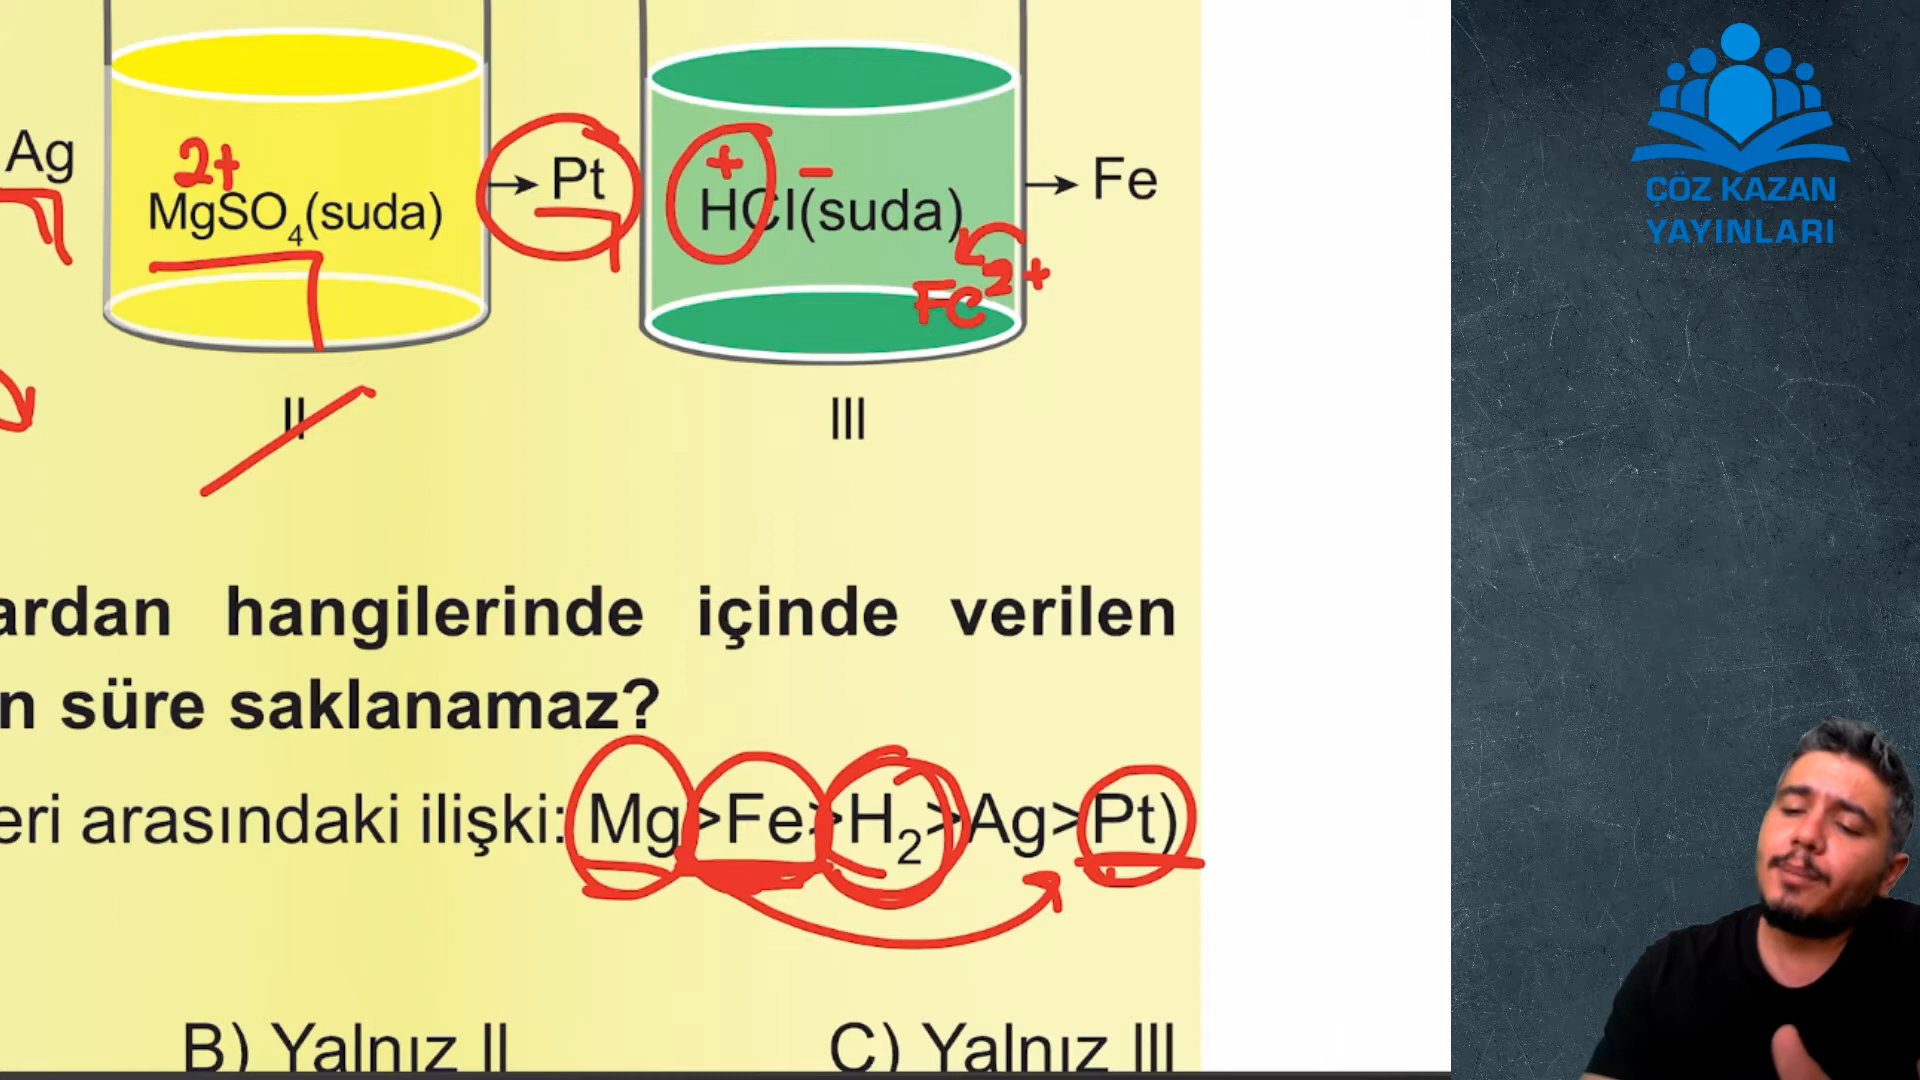 Ag
2+
MgSO4(suda)
Pt
+ -
HCl(suda)
Fe
Fe2+
II
III
ardan hangilerinde içinde verilen
n süre saklanamaz?
eri arasındaki ilişki: Mg>Fe>H2>Ag>Pt)
B) Yalnız II
C) Yalnız III
ÇÖZ KAZAN
YAYINLARI